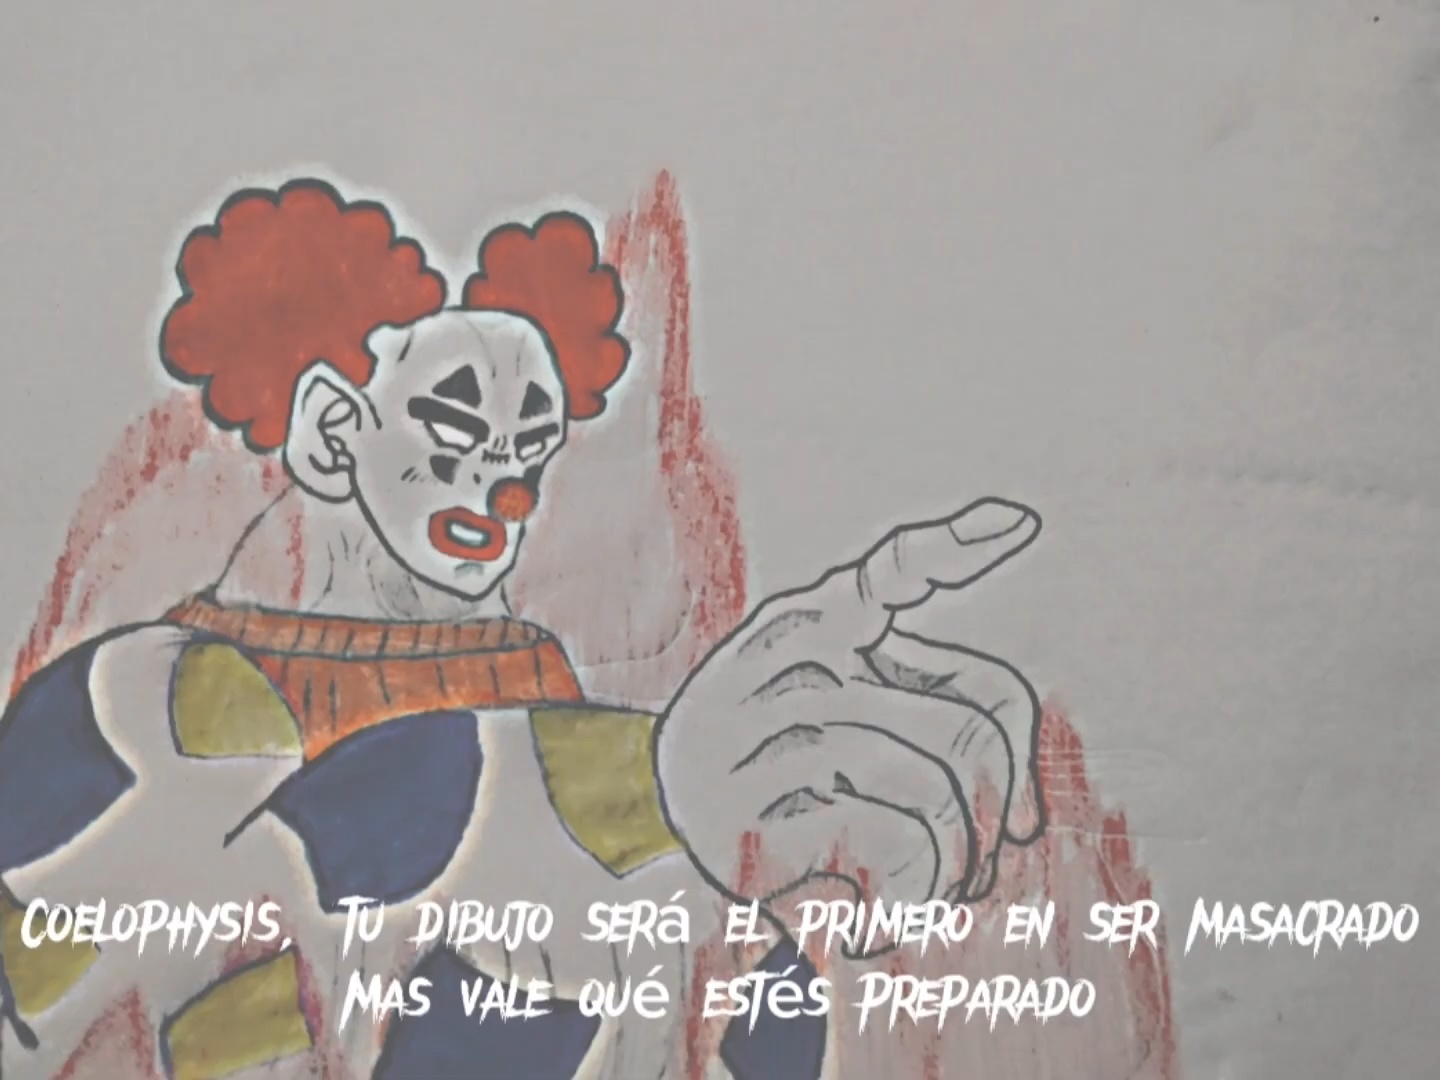 Coelophysis, Tu dibujo será el primero en ser masacrado
Mas vale qué estés preparado